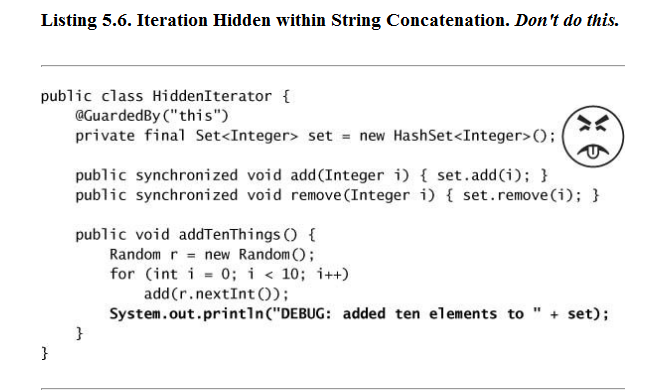 Listing 5.6. Iteration Hidden within String Concatenation. Don't do this.
public class HiddenIterator {
    @GuardedBy("this")
    private final Set<Integer> set = new HashSet<Integer>();
    public synchronized void add(Integer i) { set.add(i); }
    public synchronized void remove(Integer i) { set.remove(i); }
    public void addTenThings() {
        Random r = new Random();
        for (int i = 0; i < 10; i++)
            add(r.nextInt());
        System.out.println("DEBUG: added ten elements to " + set);
    }
}